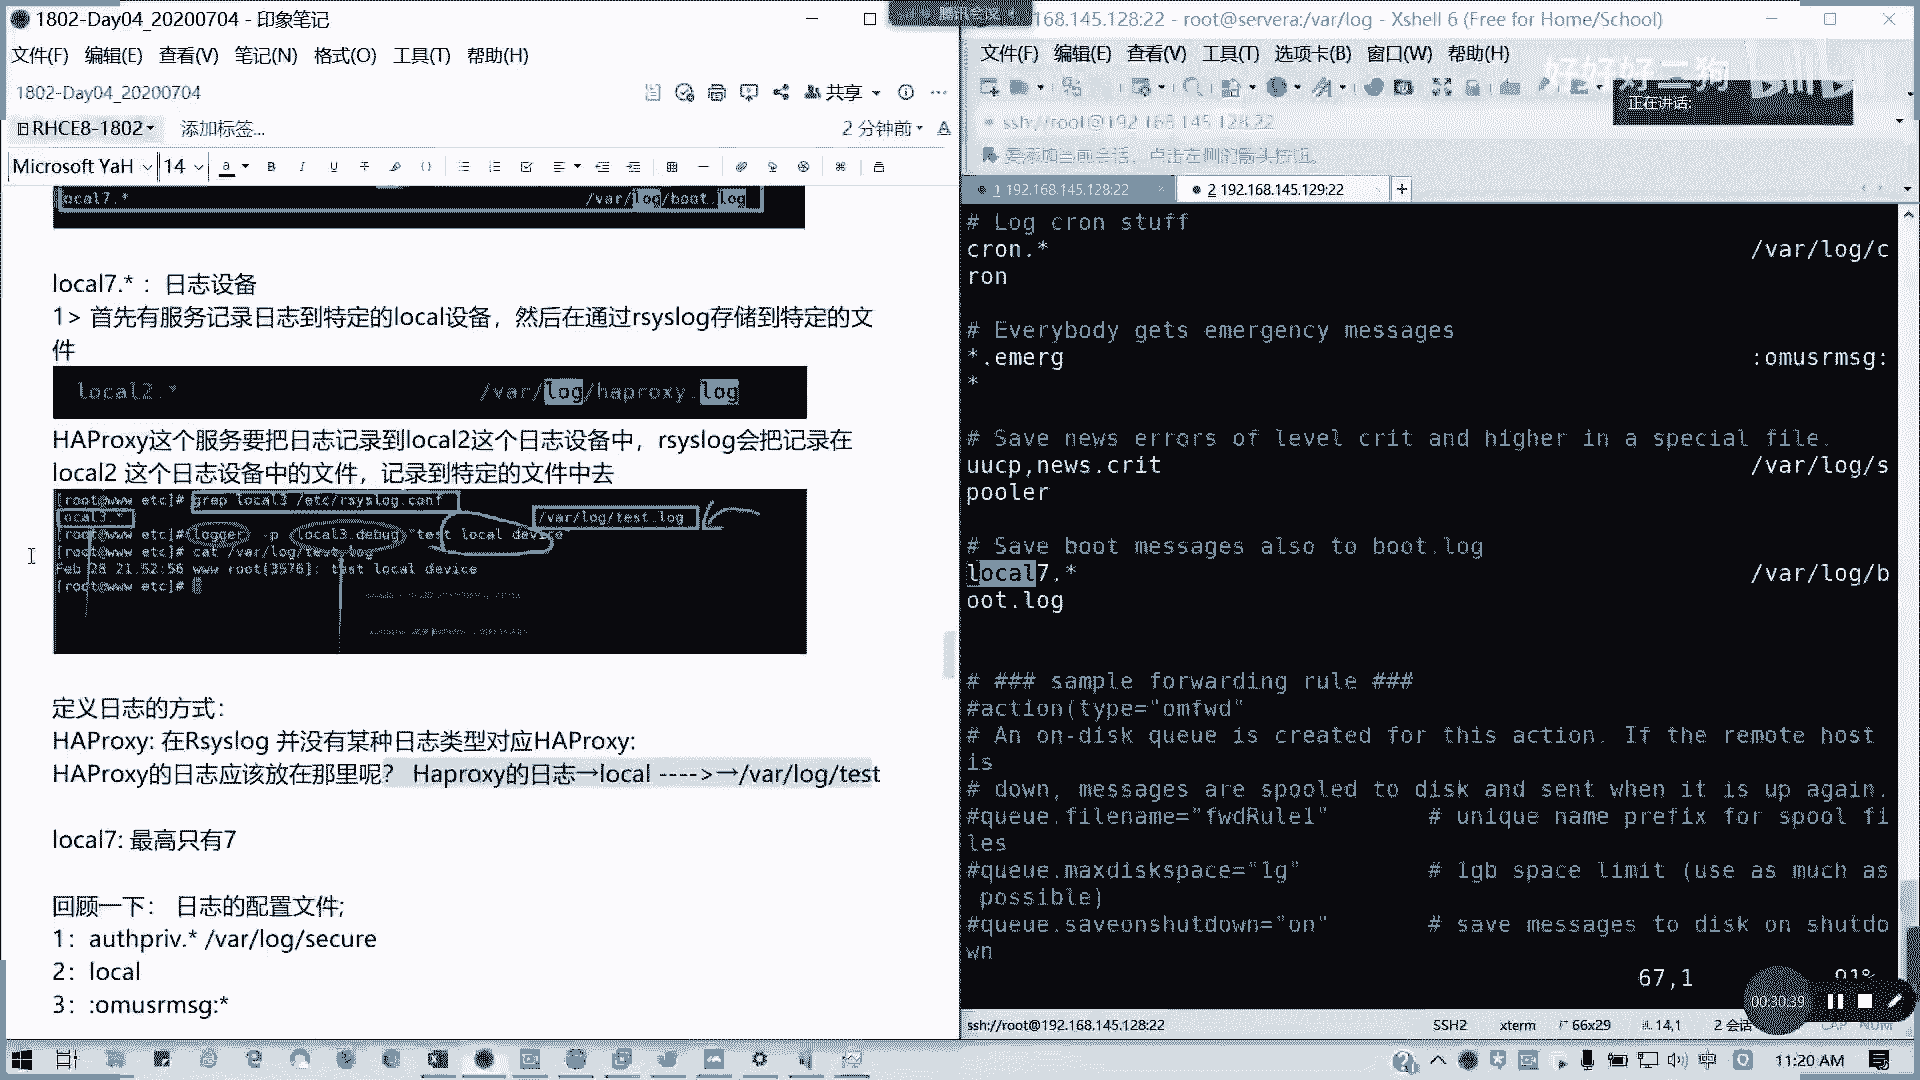 1802-Day04_20200704 - 印象笔记
文件(F) 编辑(E) 查看(V) 笔记(N) 格式(O) 工具(T) 帮助(H)
1802-Day04_20200704
共享
RHCE8-1802 添加标签...
2 分钟前
Microsoft YaH 14
local7.* /var/log/boot.log
local7.* ： 日志设备
1> 首先有服务记录日志到特定的local设备，然后在通过rsyslog存储到特定的文
件
local2.* /var/log/haproxy.log
HAProxy这个服务要把日志记录到local2这个日志设备中，rsyslog会把记录在
local2 这个日志设备中的文件，记录到特定的文件中去
[root@www etc]# grep local3 /etc/rsyslog.conf
local3.* /var/log/test.log
[root@www etc]# logger -p local3.debug "test local device"
[root@www etc]# cat /var/log/test.log
Feb 28 21:52:56 www root[3576]: test local device
[root@www etc]#
定义日志的方式：
HAProxy: 在Rsyslog 并没有某种日志类型对应HAProxy:
HAProxy的日志应该放在那里呢？ Haproxy的日志→local ---->→/var/log/test
local7: 最高只有7
回顾一下： 日志的配置文件;
1：authpriv.* /var/log/secure
2：local
3：:omusrmsg:*
腾讯会议
168.145.128:22 - root@servera:/var/log - Xshell 6 (Free for Home/School)
文件(F) 编辑(E) 查看(V) 工具(T) 选项卡(B) 窗口(W) 帮助(H)
好好好二狗
正在讲话:
ssh://root@192.168.145.128:22
要添加当前会话，点击左侧的箭头按钮。
1 192.168.145.128:22
2 192.168.145.129:22
# Log cron stuff
cron.* /var/log/c
ron
# Everybody gets emergency messages
*.emerg :omusrmsg:
*
# Save news errors of level crit and higher in a special file.
uucp,news.crit /var/log/s
pooler
# Save boot messages also to boot.log
local7.* /var/log/b
oot.log
# ### sample forwarding rule ###
#action(type="omfwd"
# An on-disk queue is created for this action. If the remote host
is
# down, messages are spooled to disk and sent when it is up again.
#queue.filename="fwdRule1" # unique name prefix for spool fi
les
#queue.maxdiskspace="1g" # 1gb space limit (use as much as
possible)
#queue.saveonshutdown="on" # save messages to disk on shutdo
wn
67,1 91%
00:30:39
ssh://root@192.168.145.128:22 SSH2 xterm 66x29 14,1 2 会话 CAP NUM
中
11:20 AM